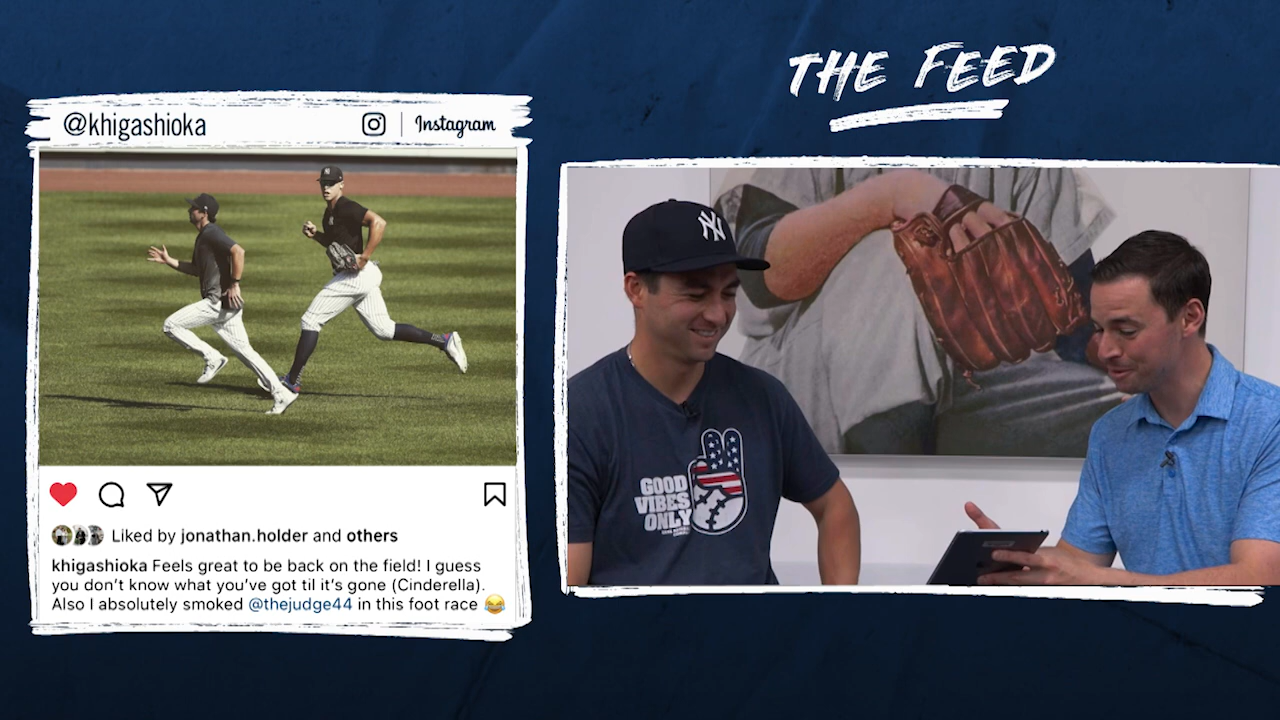 THE FEED
@khigashioka
Instagram
Liked by jonathan.holder and others
khigashioka Feels great to be back on the field! I guess
you don't know what you've got til it's gone (Cinderella).
Also I absolutely smoked @thejudge44 in this foot race 😂
NY
GOOD
VIBES
ONLY